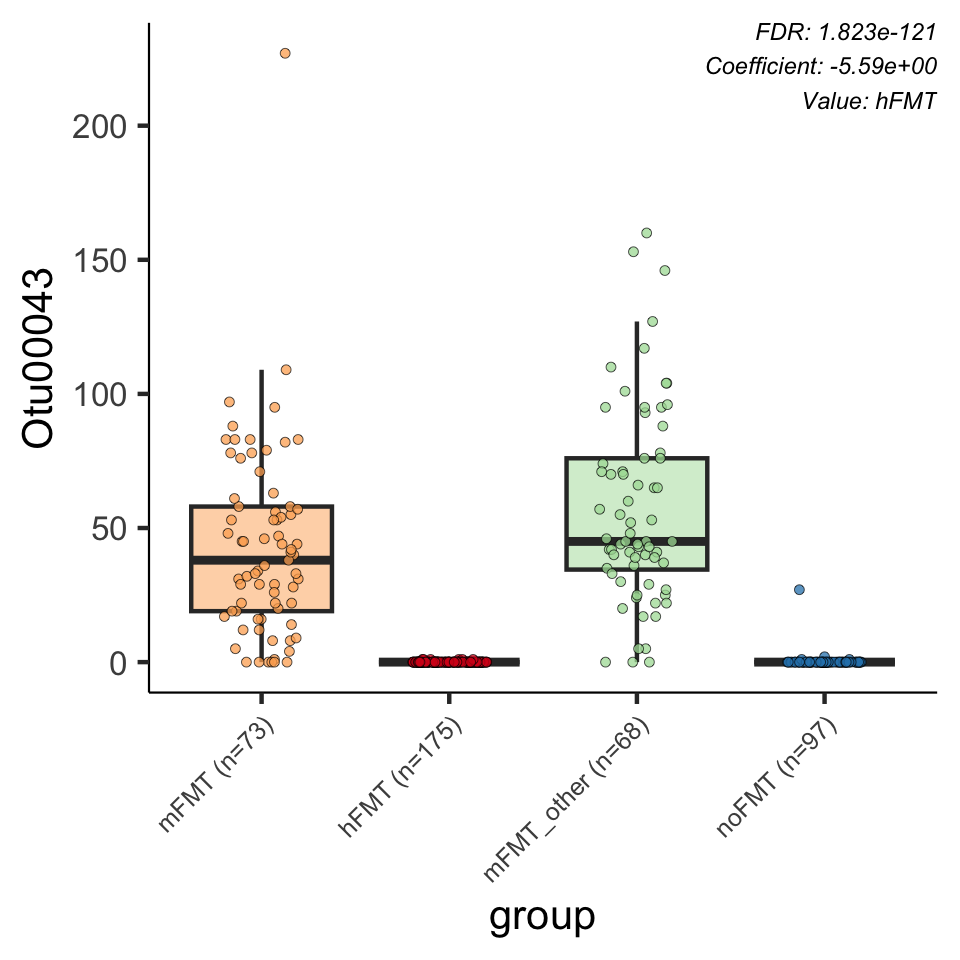 FDR: 1.823e-121
Coefficient: -5.59e+00
Value: hFMT
Otu00043
200
150
100
50
0
mFMT (n=73)
hFMT (n=175)
mFMT_other (n=68)
noFMT (n=97)
group